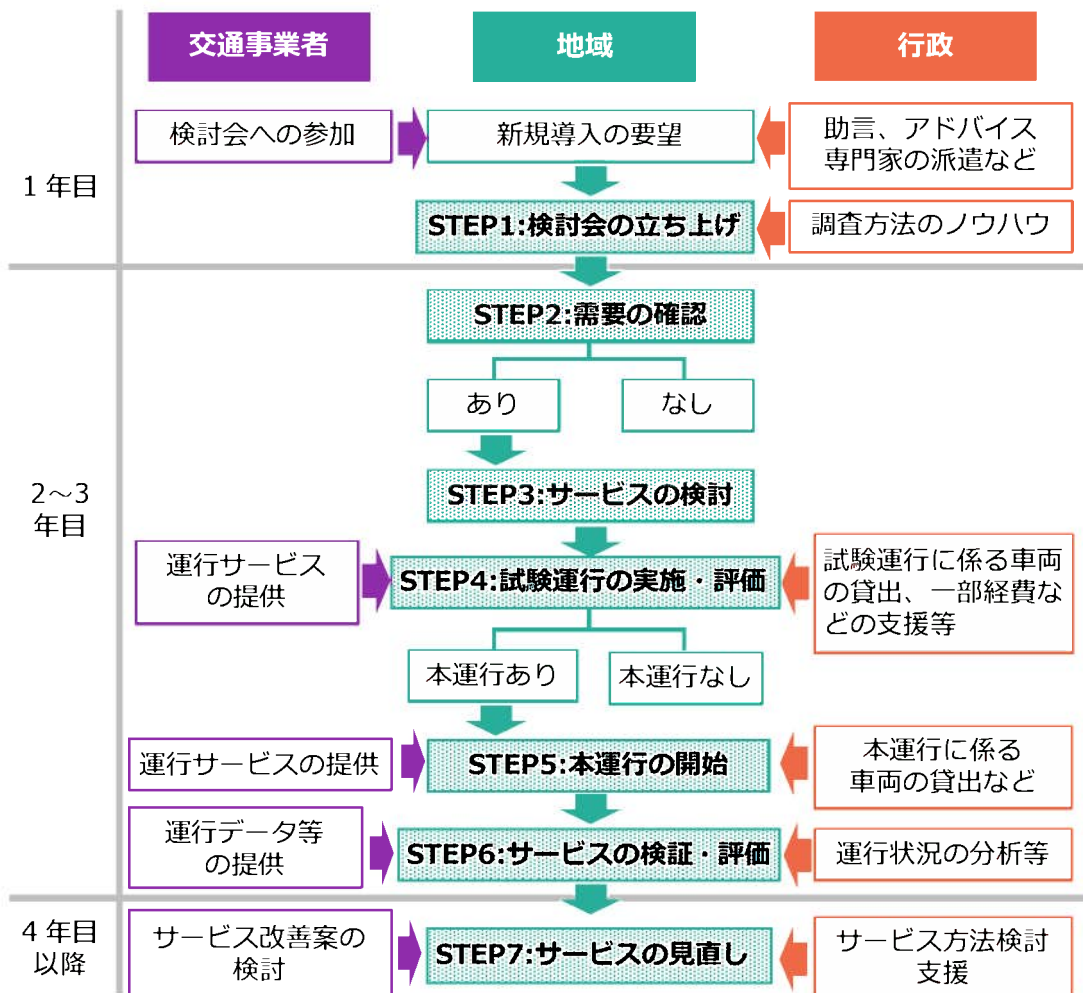 交通事業者
地域
行政
1年目
検討会への参加
新規導入の要望
助言、アドバイス
専門家の派遣など
STEP1:検討会の立ち上げ
調査方法のノウハウ
2～3
年目
STEP2:需要の確認
あり
なし
STEP3:サービスの検討
運行サービス
の提供
STEP4:試験運行の実施・評価
試験運行に係る車両
の貸出、一部経費な
どの支援等
本運行あり
本運行なし
運行サービスの提供
STEP5:本運行の開始
本運行に係る
車両の貸出など
運行データ等
の提供
STEP6:サービスの検証・評価
運行状況の分析等
4年目
以降
サービス改善案の
検討
STEP7:サービスの見直し
サービス方法検討
支援